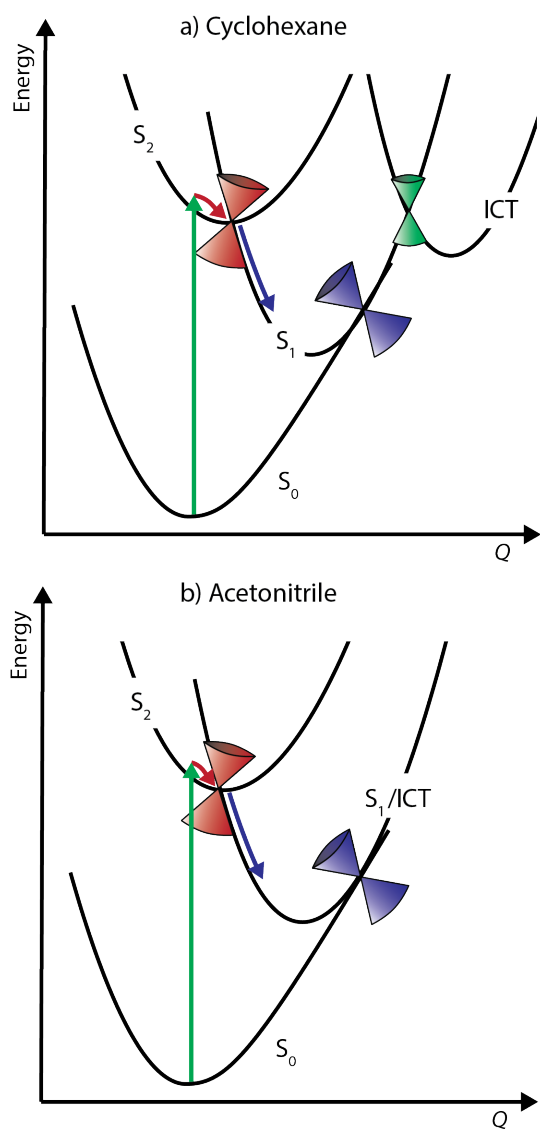 a) Cyclohexane
Energy
S₂
ICT
S₁
S₀
Q
b) Acetonitrile
Energy
S₂
S₁/ICT
S₀
Q